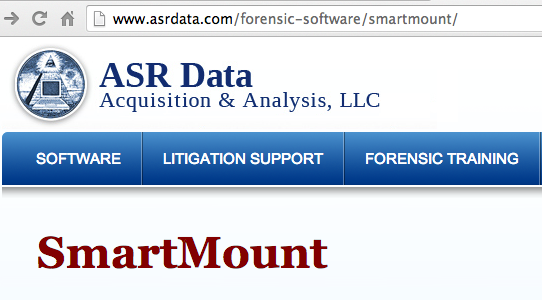 www.asrdata.com/forensic-software/smartmount/
ASR Data
Acquisition & Analysis, LLC
SOFTWARE LITIGATION SUPPORT FORENSIC TRAINING
SmartMount